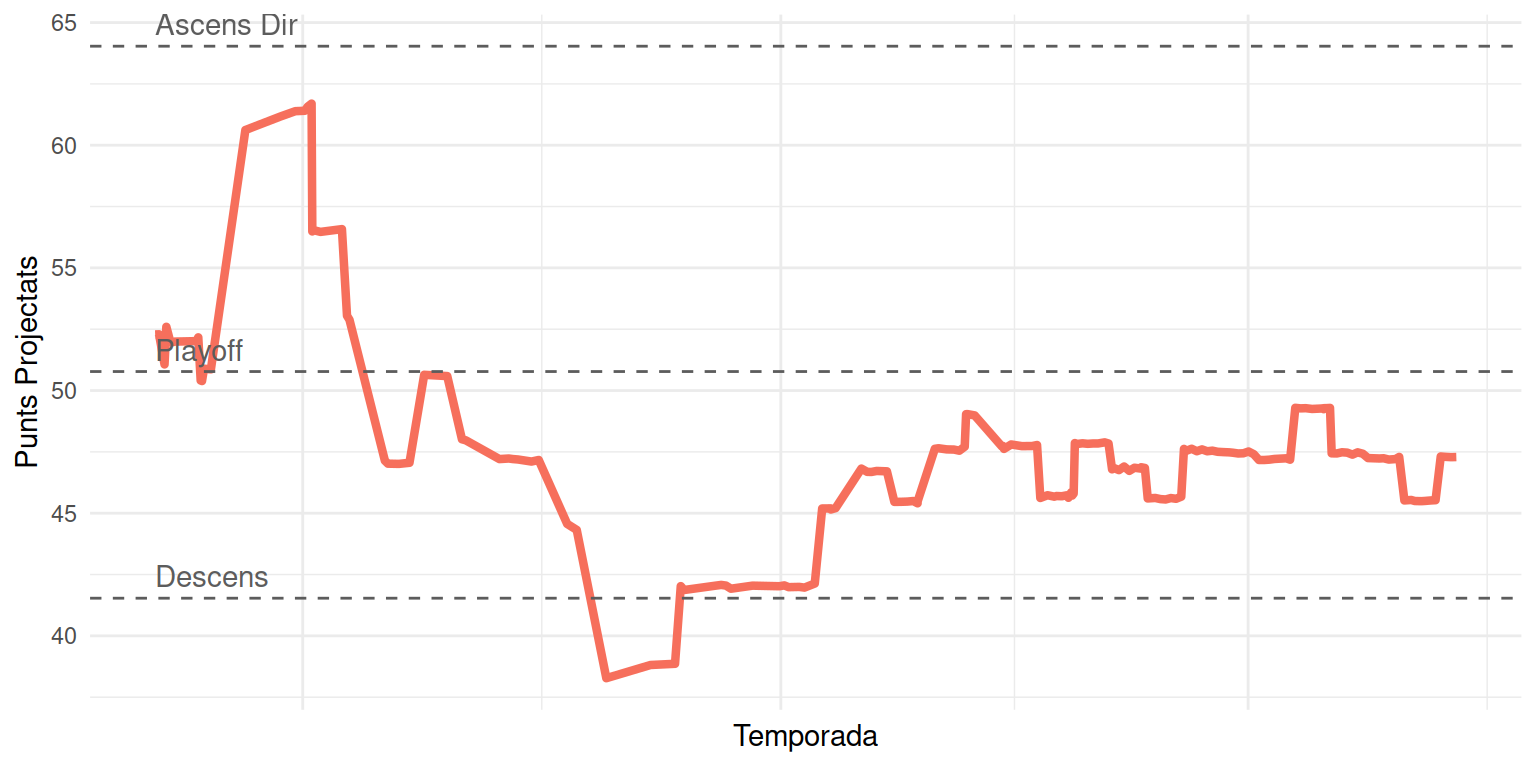 65
60
55
50
45
40
Punts Projectats
Ascens Dir
Playoff
Descens
Temporada